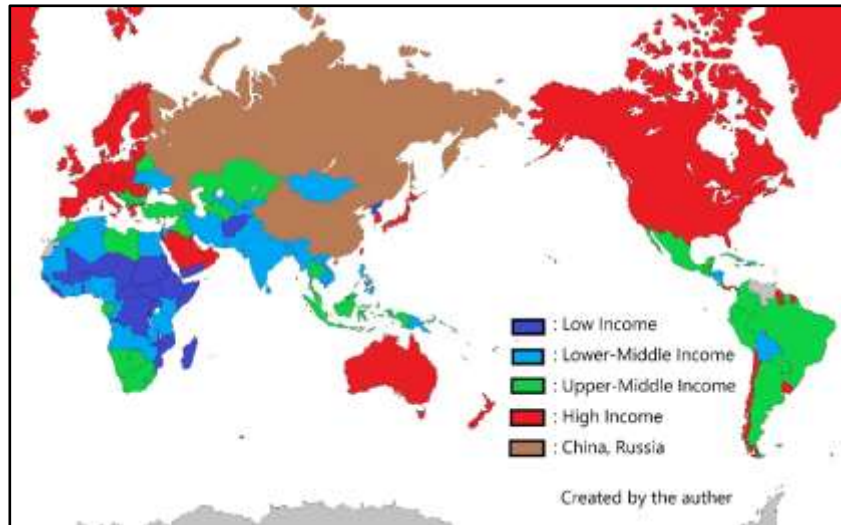 : Low Income
: Lower-Middle Income
: Upper-Middle Income
: High Income
: China, Russia
Created by the auther